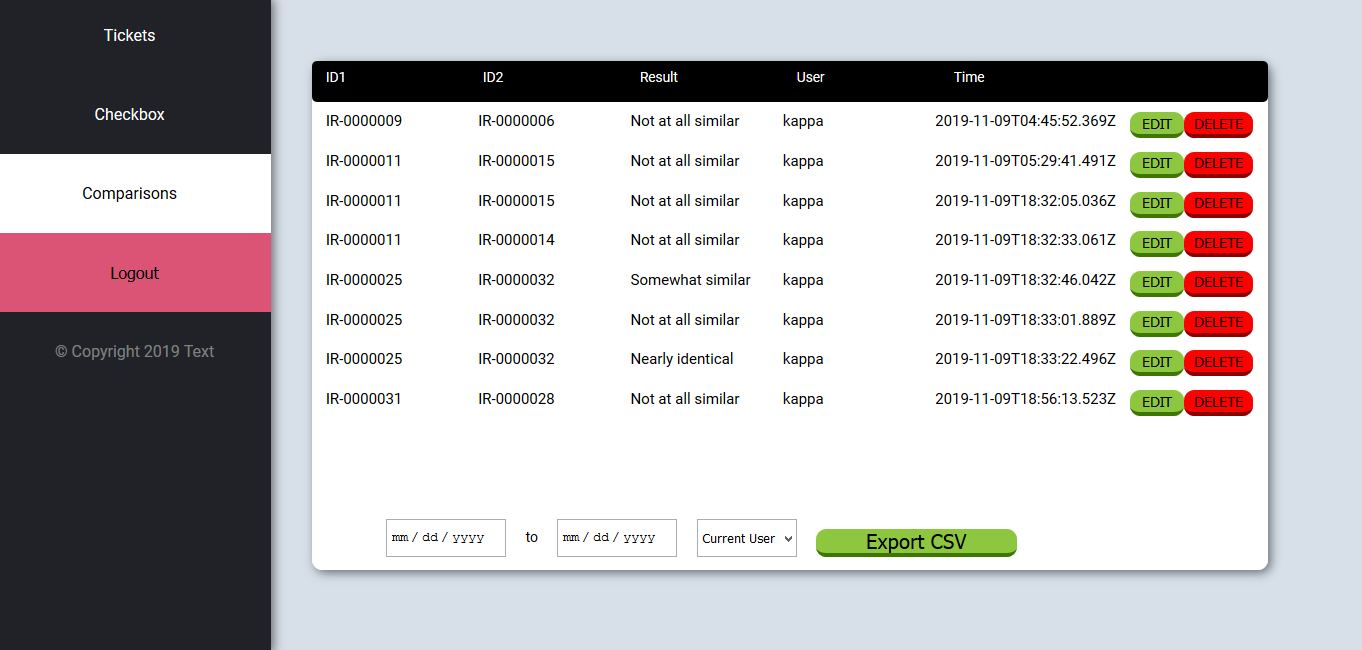 Tickets
Checkbox
Comparisons
Logout
© Copyright 2019 Text
ID1 ID2 Result User Time
IR-0000009 IR-0000006 Not at all similar kappa 2019-11-09T04:45:52.369Z EDIT DELETE
IR-0000011 IR-0000015 Not at all similar kappa 2019-11-09T05:29:41.491Z EDIT DELETE
IR-0000011 IR-0000015 Not at all similar kappa 2019-11-09T18:32:05.036Z EDIT DELETE
IR-0000011 IR-0000014 Not at all similar kappa 2019-11-09T18:32:33.061Z EDIT DELETE
IR-0000025 IR-0000032 Somewhat similar kappa 2019-11-09T18:32:46.042Z EDIT DELETE
IR-0000025 IR-0000032 Not at all similar kappa 2019-11-09T18:33:01.889Z EDIT DELETE
IR-0000025 IR-0000032 Nearly identical kappa 2019-11-09T18:33:22.496Z EDIT DELETE
IR-0000031 IR-0000028 Not at all similar kappa 2019-11-09T18:56:13.523Z EDIT DELETE
mm / dd / yyyy to mm / dd / yyyy Current User Export CSV